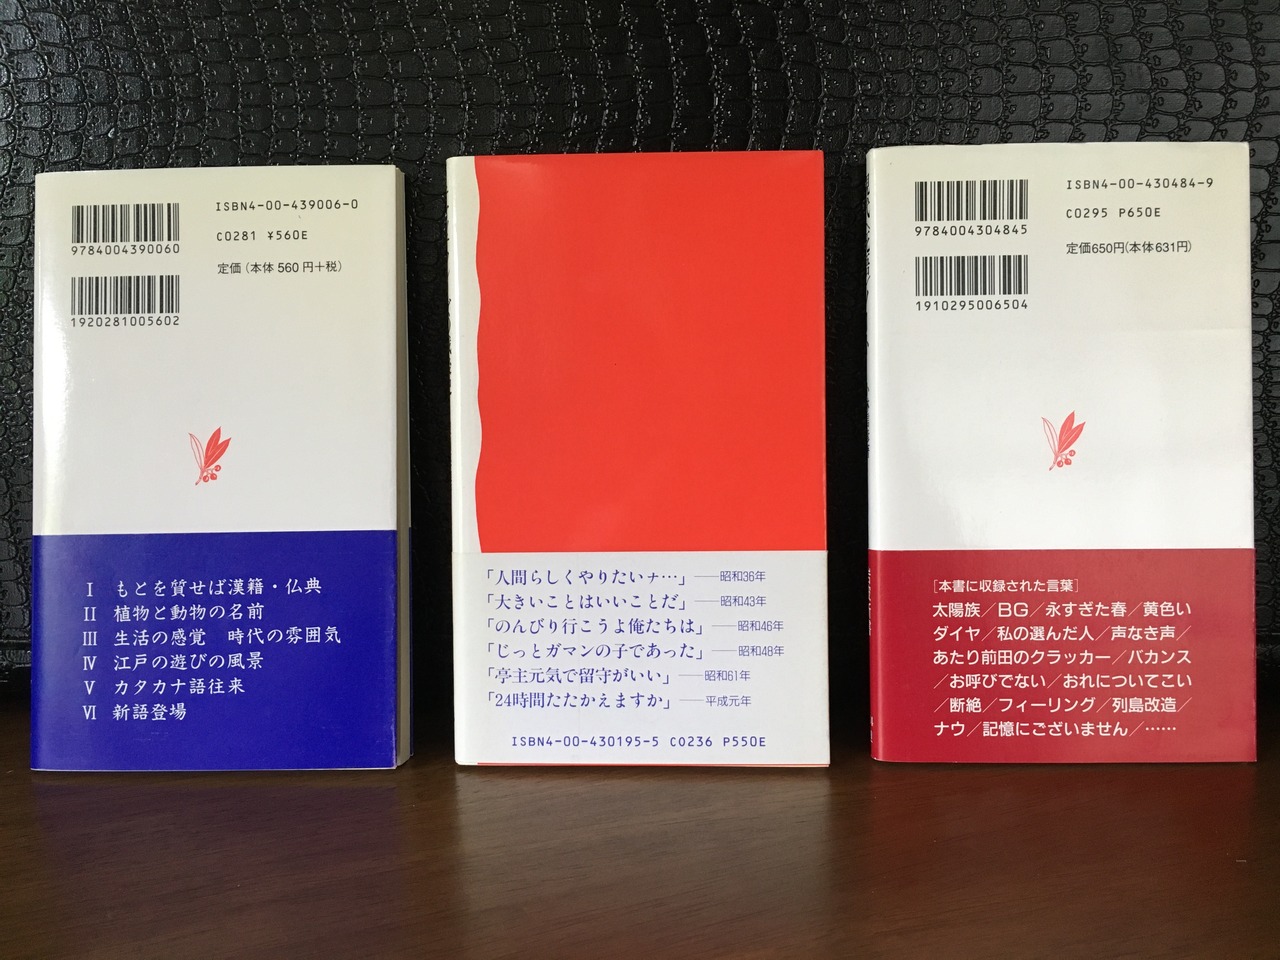 9784004390060
1920281005602
ISBN4-00-439006-0
C0281 ¥560E
定価（本体 560 円＋税）
Ⅰ もとを質せば漢籍・仏典
Ⅱ 植物と動物の名前
Ⅲ 生活の感覚 時代の雰囲気
Ⅳ 江戸の遊びの風景
Ⅴ カタカナ語往来
Ⅵ 新語登場
「人間らしくやりたいナ…」──昭和36年
「大きいことはいいことだ」──昭和43年
「のんびり行こうよ俺たちは」──昭和46年
「じっとガマンの子であった」──昭和48年
「亭主元気で留守がいい」──昭和61年
「24時間たたかえますか」──平成元年
ISBN4-00-430195-5 C0236 P550E
9784004304845
1910295006504
ISBN4-00-430484-9
C0295 P650E
定価650円(本体631円)
［本書に収録された言葉］
太陽族／ＢＧ／永すぎた春／黄色い
ダイヤ／私の選んだ人／声なき声／
あたり前田のクラッカー／バカンス
／お呼びでない／おれについてこい
／断絶／フィーリング／列島改造／
ナウ／記憶にございません／……